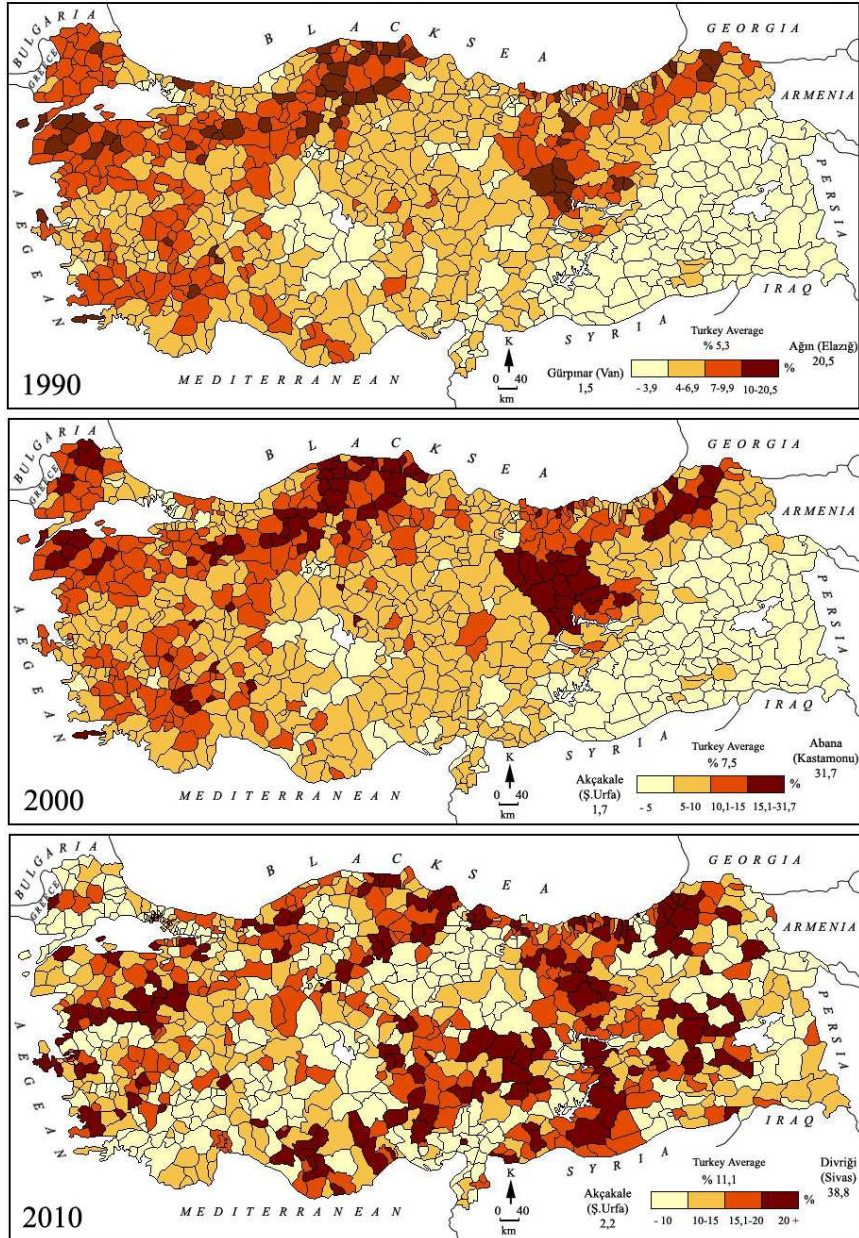 BULGARIA
GREECE
BLACK SEA
GEORGIA
ARMENIA
PERSIA
AEGEAN
IRAQ
SYRIA
MEDITERRANEAN
K
0 40
km
Turkey Average
% 5,3
Ağın (Elazığ)
20,5
Gürpınar (Van)
1,5
- 3,9 4-6,9 7-9,9 10-20,5 %
1990
BULGARIA
GREECE
BLACK SEA
GEORGIA
ARMENIA
PERSIA
AEGEAN
IRAQ
SYRIA
MEDITERRANEAN
K
0 40
km
Turkey Average
% 7,5
Abana
(Kastamonu)
31,7
Akçakale
(Ş.Urfa)
1,7
- 5 5-10 10,1-15 15,1-31,7 %
2000
BULGARIA
GREECE
BLACK SEA
GEORGIA
ARMENIA
PERSIA
AEGEAN
IRAQ
SYRIA
MEDITERRANEAN
K
0 40
km
Turkey Average
% 11,1
Divriği
(Sivas)
38,8
Akçakale
(Ş.Urfa)
2,2
- 10 10-15 15,1-20 20 + %
2010